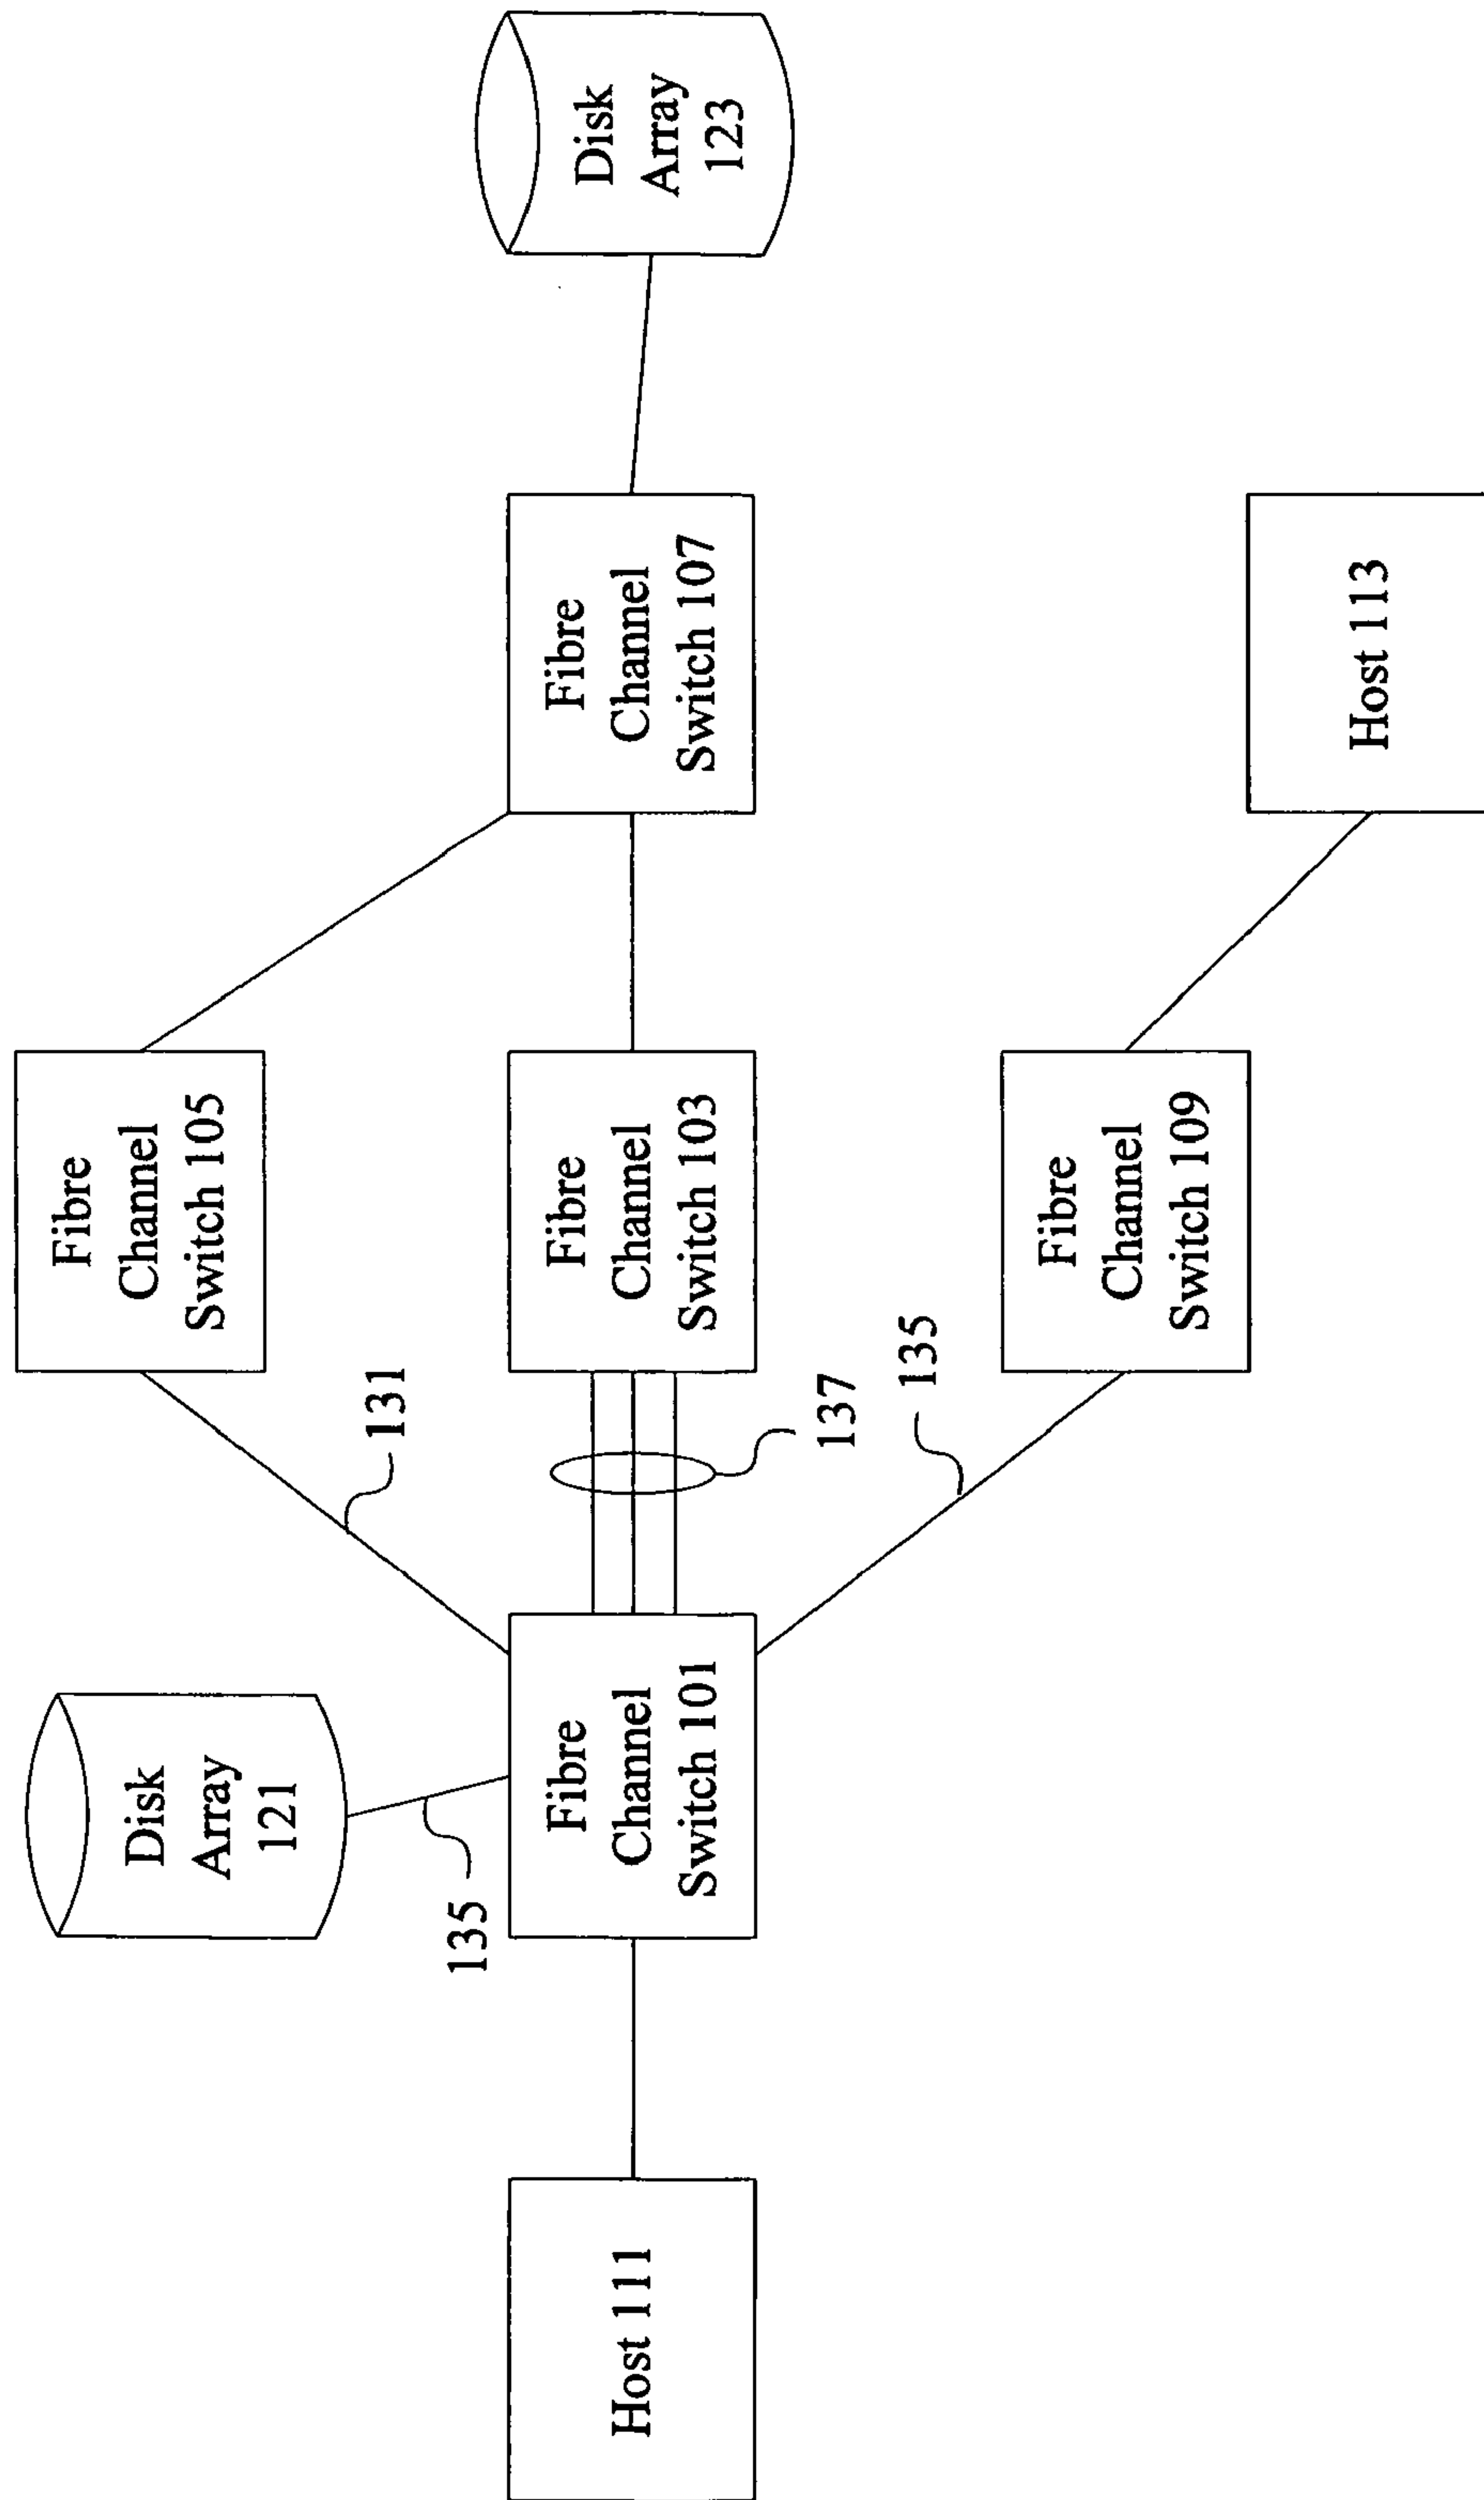 Disk
Array
121
Fibre
Channel
Switch 105
Disk
Array
123
131
135
Host 111
Fibre
Channel
Switch 101
Fibre
Channel
Switch 103
Fibre
Channel
Switch 107
137
135
Fibre
Channel
Switch 109
Host 113